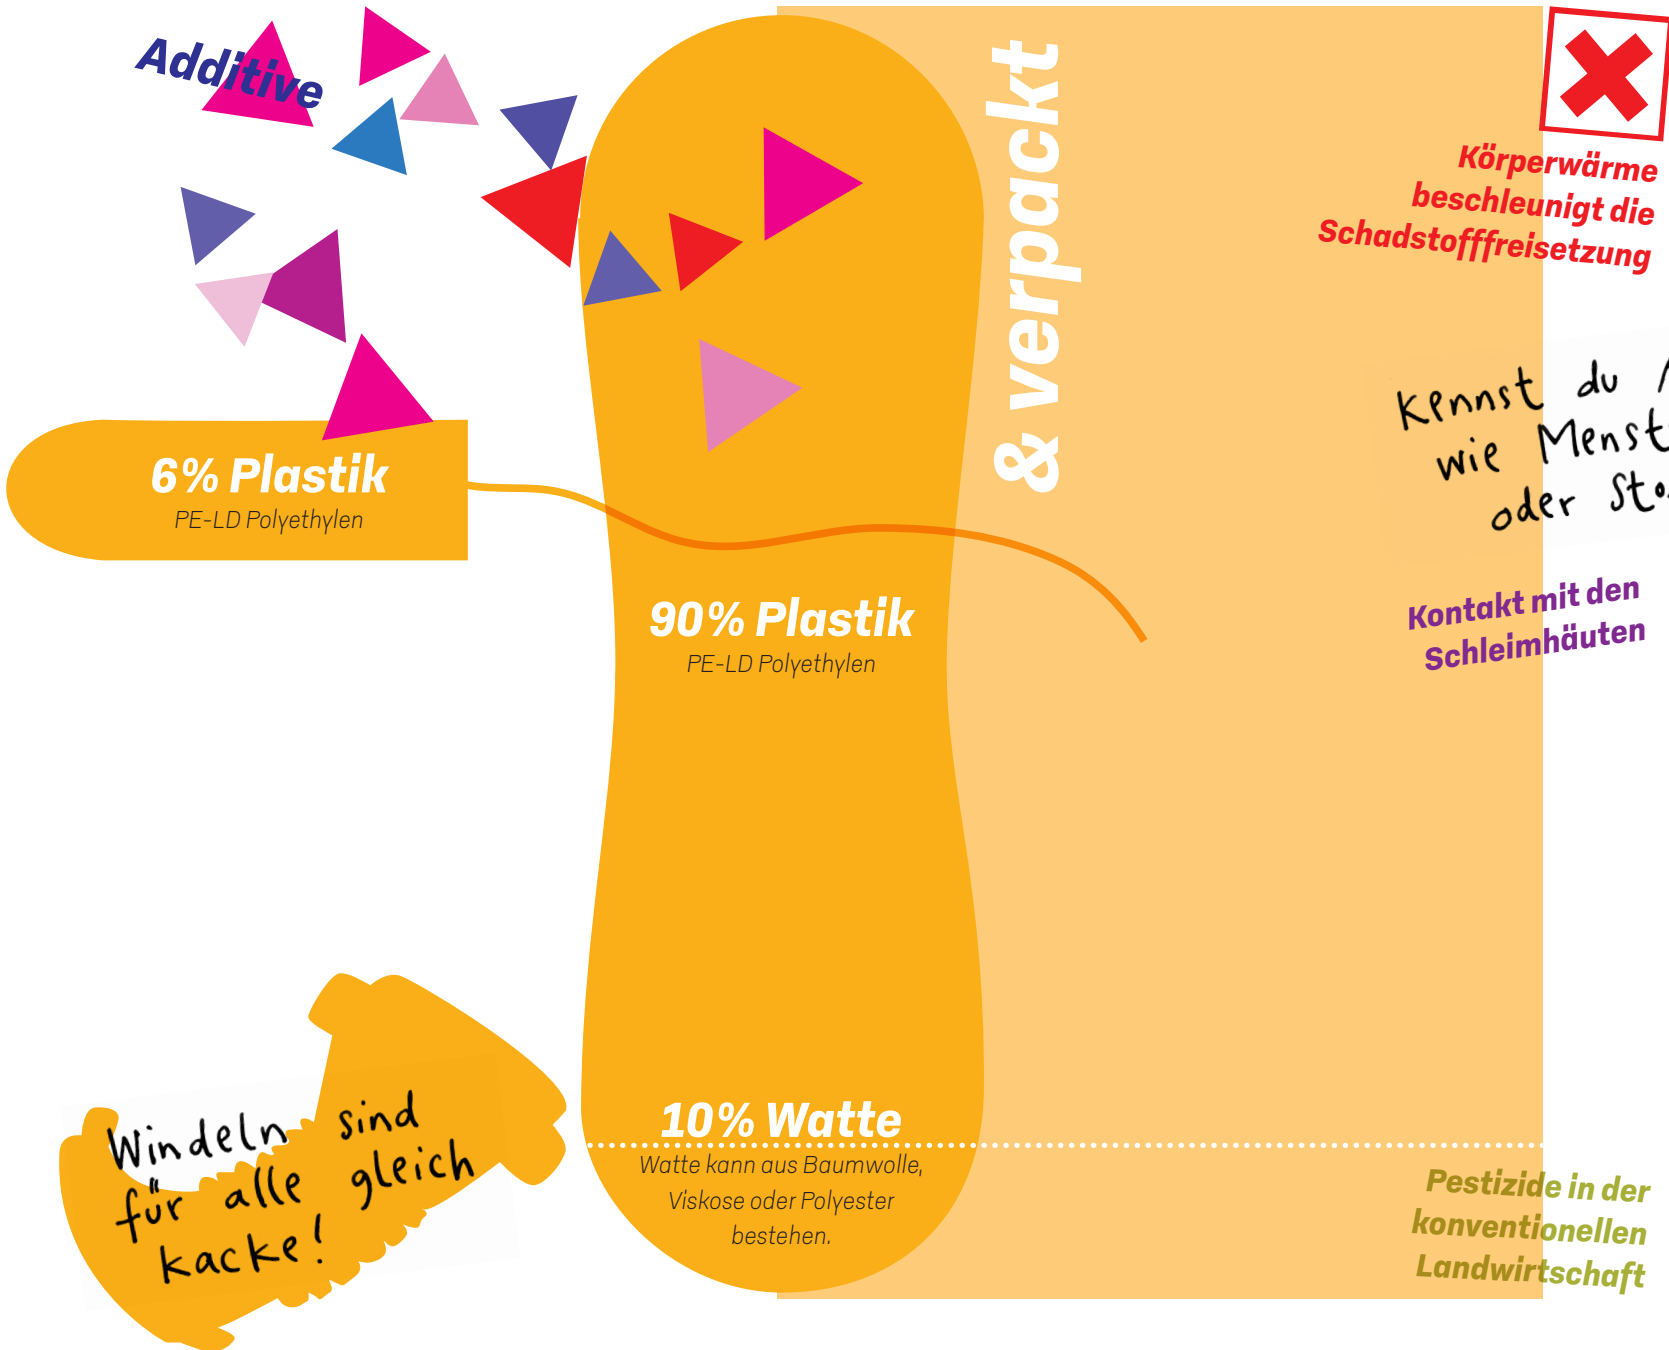 Additive
& verpackt
Körperwärme
beschleunigt die
Schadstofffreisetzung
Kennst du
wie
oder
6% Plastik
PE-LD Polyethylen
90% Plastik
PE-LD Polyethylen
Kontakt mit den
Schleimhäuten
10% Watte
Watte kann aus Baumwolle,
Viskose oder Polyester
bestehen.
Windeln sind
für alle gleich
kacke!
Pestizide in der
konventionellen
Landwirtschaft